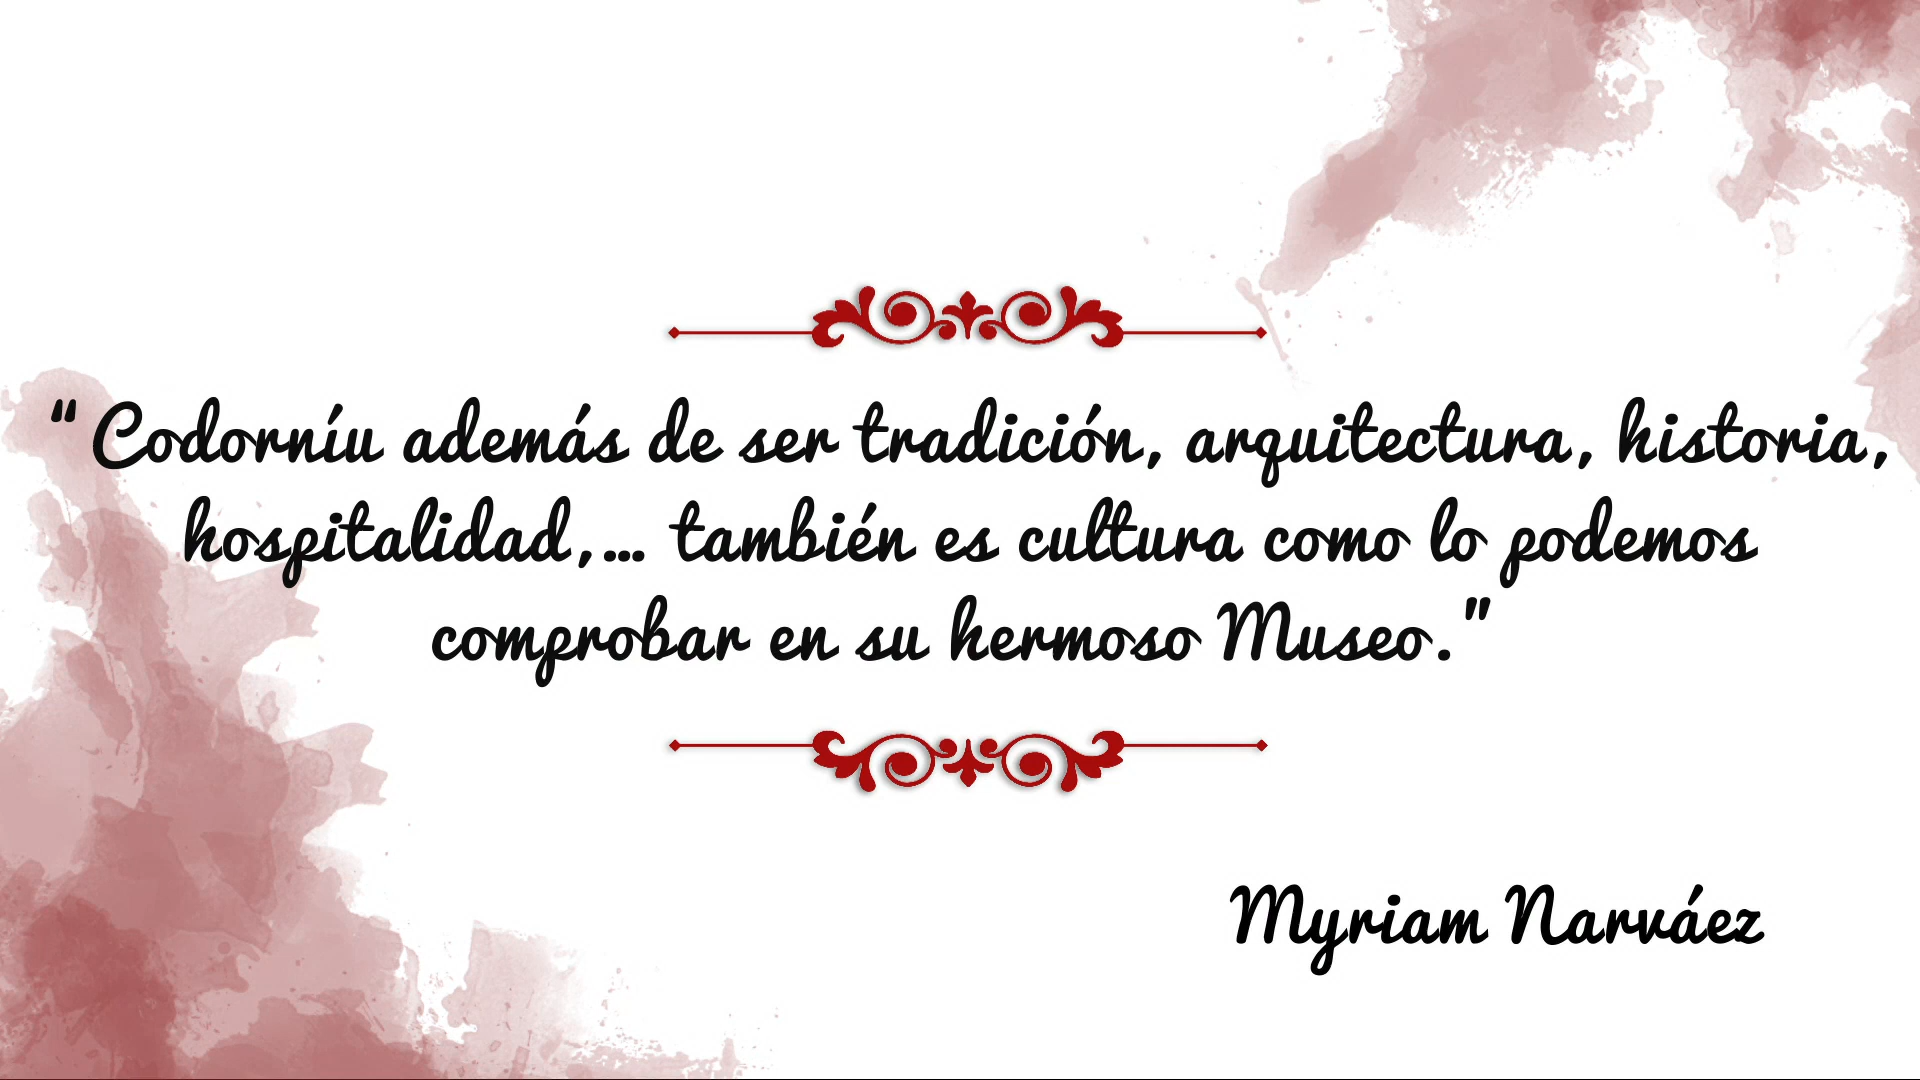 “Codorníu además de ser tradición, arquitectura, historia,
hospitalidad,... también es cultura como lo podemos
comprobar en su hermoso Museo.”
Myriam Narváez